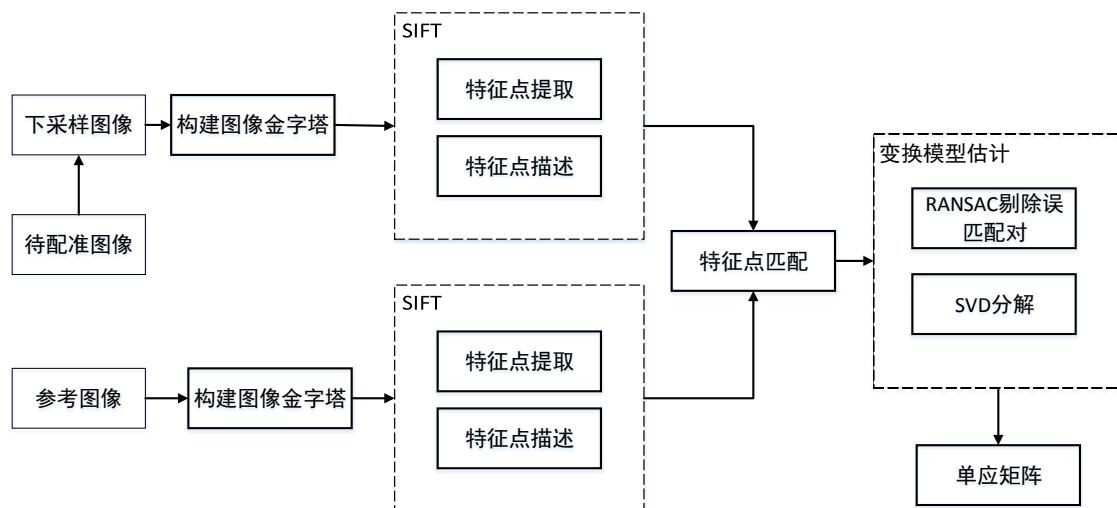 SIFT
特征点提取
特征点描述
下采样图像
构建图像金字塔
待配准图像
SIFT
特征点提取
特征点描述
参考图像
构建图像金字塔
特征点匹配
变换模型估计
RANSAC剔除误
匹配对
SVD分解
单应矩阵